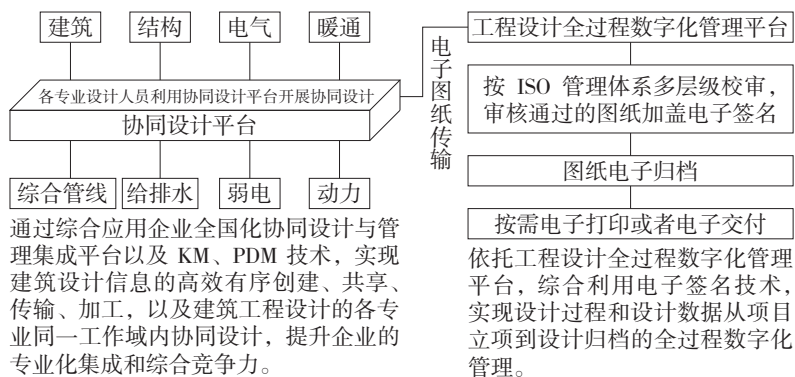 建筑 结构 电气 暖通
各专业设计人员利用协同设计平台开展协同设计
协同设计平台
综合管线 给排水 弱电 动力
通过综合应用企业全国化协同设计与管
理集成平台以及 KM、PDM 技术，实现
建筑设计信息的高效有序创建、共享、
传输、加工，以及建筑工程设计的各专
业同一工作域内协同设计，提升企业的
专业化集成和综合竞争力。
电子图纸传输
工程设计全过程数字化管理平台
按 ISO 管理体系多层级校审，
审核通过的图纸加盖电子签名
图纸电子归档
按需电子打印或者电子交付
依托工程设计全过程数字化管理
平台，综合利用电子签名技术，
实现设计过程和设计数据从项目
立项到设计归档的全过程数字化
管理。